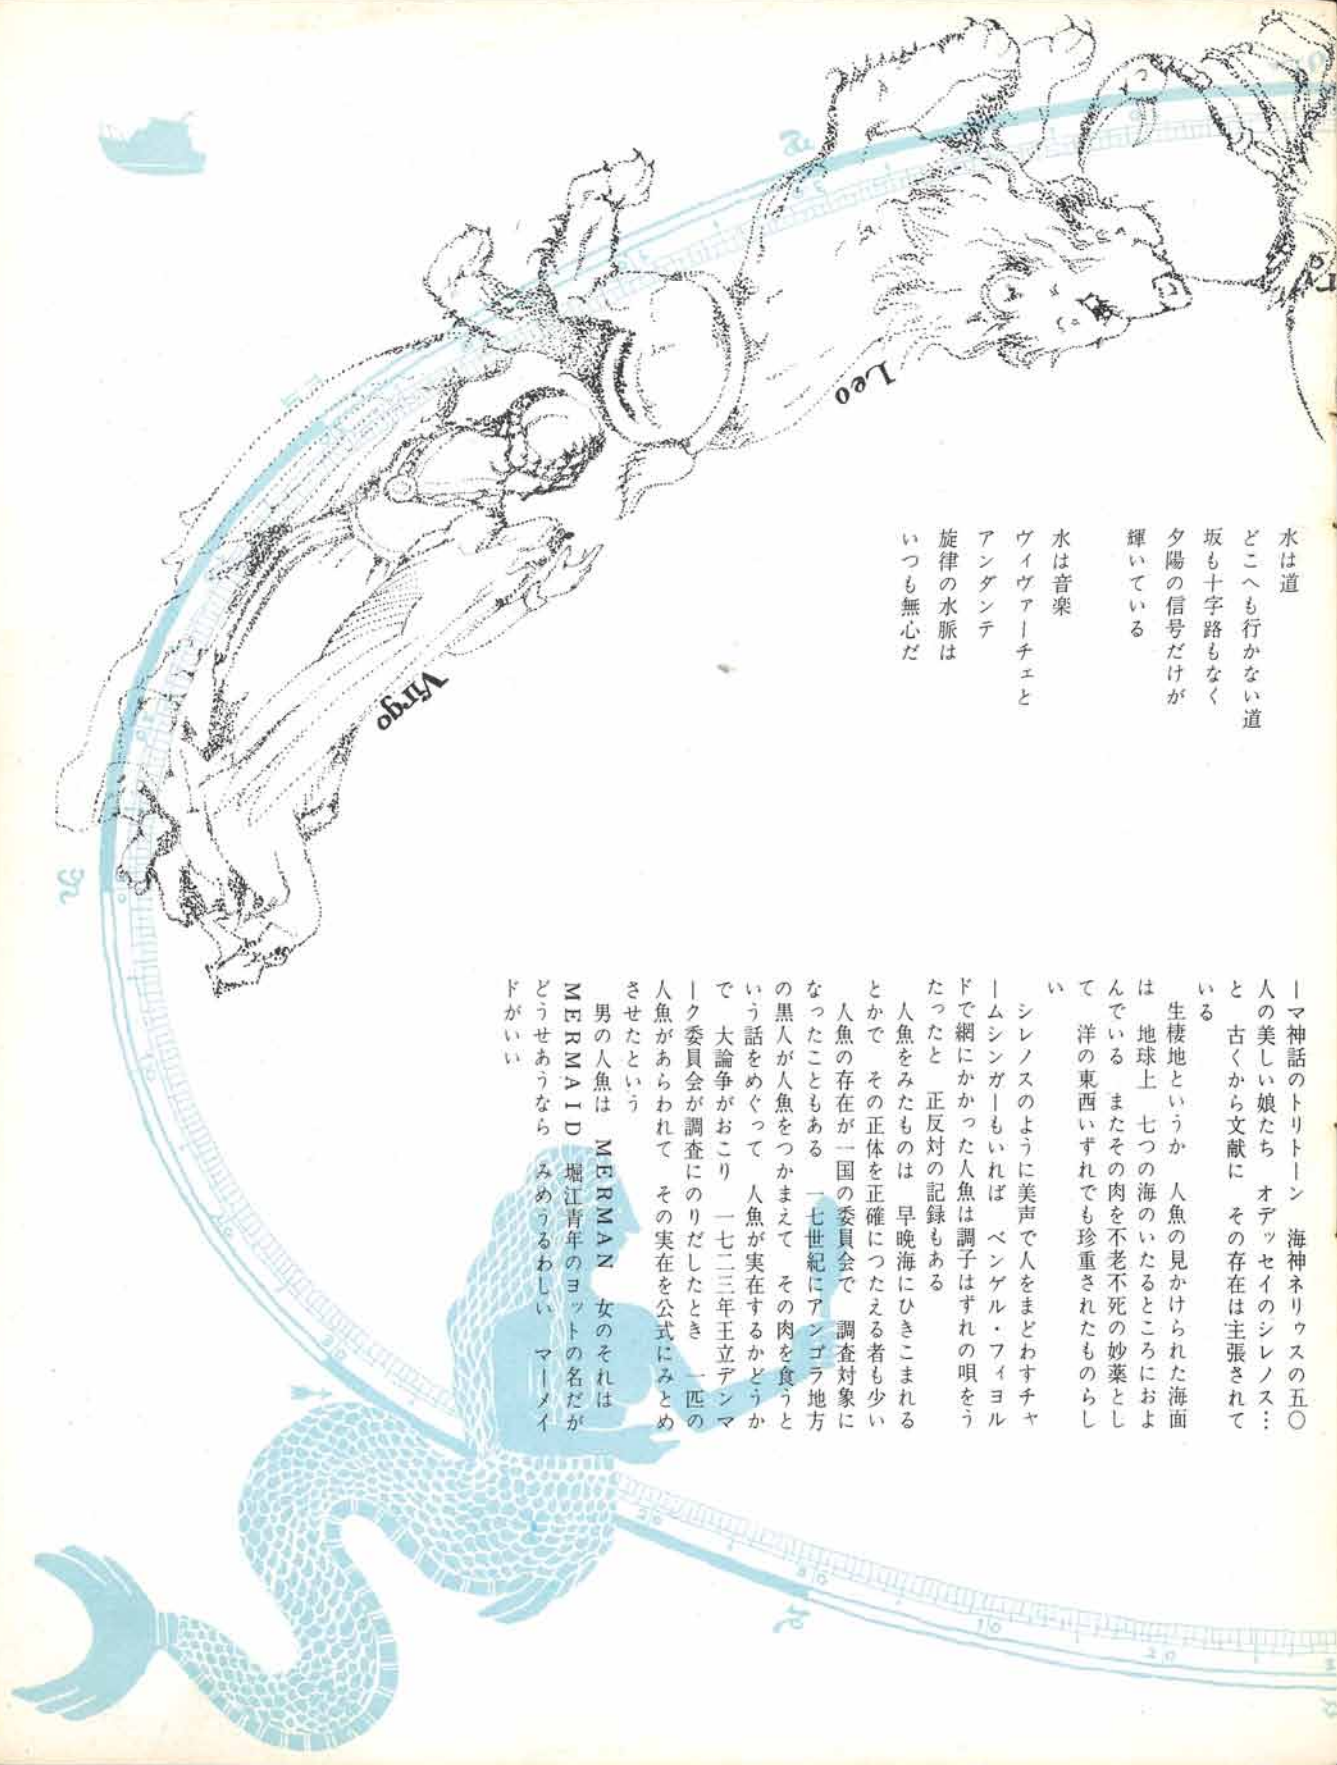 水は道
どこへも行かない道
坂も十字路もなく
夕陽の信号だけが
輝いている
水は音楽
ヴィヴァーチェと
アンダンテ
旋律の水脈は
いつも無心だ
ーマ神話のトリトーン　海神ネリウスの五〇
人の美しい娘たち　オデッセイのシレノス…
と　古くから文献に　その存在は主張されて
いる
生棲地というか　人魚の見かけられた海面
は　地球上　七つの海のいたるところにおよ
んでいる　またその肉を不老不死の妙薬とし
て　洋の東西いずれでも珍重されたものらし
い
シレノスのように美声で人をまどわすチャ
ームシンガーもいれば　ベンゲル・フィヨル
ドで網にかかった人魚は調子はずれの唄をう
たったと　正反対の記録もある
人魚をみたものは　早晩海にひきこまれる
とかで　その正体を正確につたえる者も少い
人魚の存在が一国の委員会で　調査対象に
なったこともある　一七世紀にアンゴラ地方
の黒人が人魚をつかまえて　その肉を食うと
いう話をめぐって　人魚が実在するかどうか
で　大論争がおこり　一七二三年王立デンマ
ーク委員会が調査にのりだしたとき　一匹の
人魚があらわれて　その実在を公式にみとめ
させたという
男の人魚は　MERMAN　女のそれは
MERMAID　堀江青年のヨットの名だが
どうせあうなら　みめうるわしい　マーメイ
ドがいい
Leo
Virgo